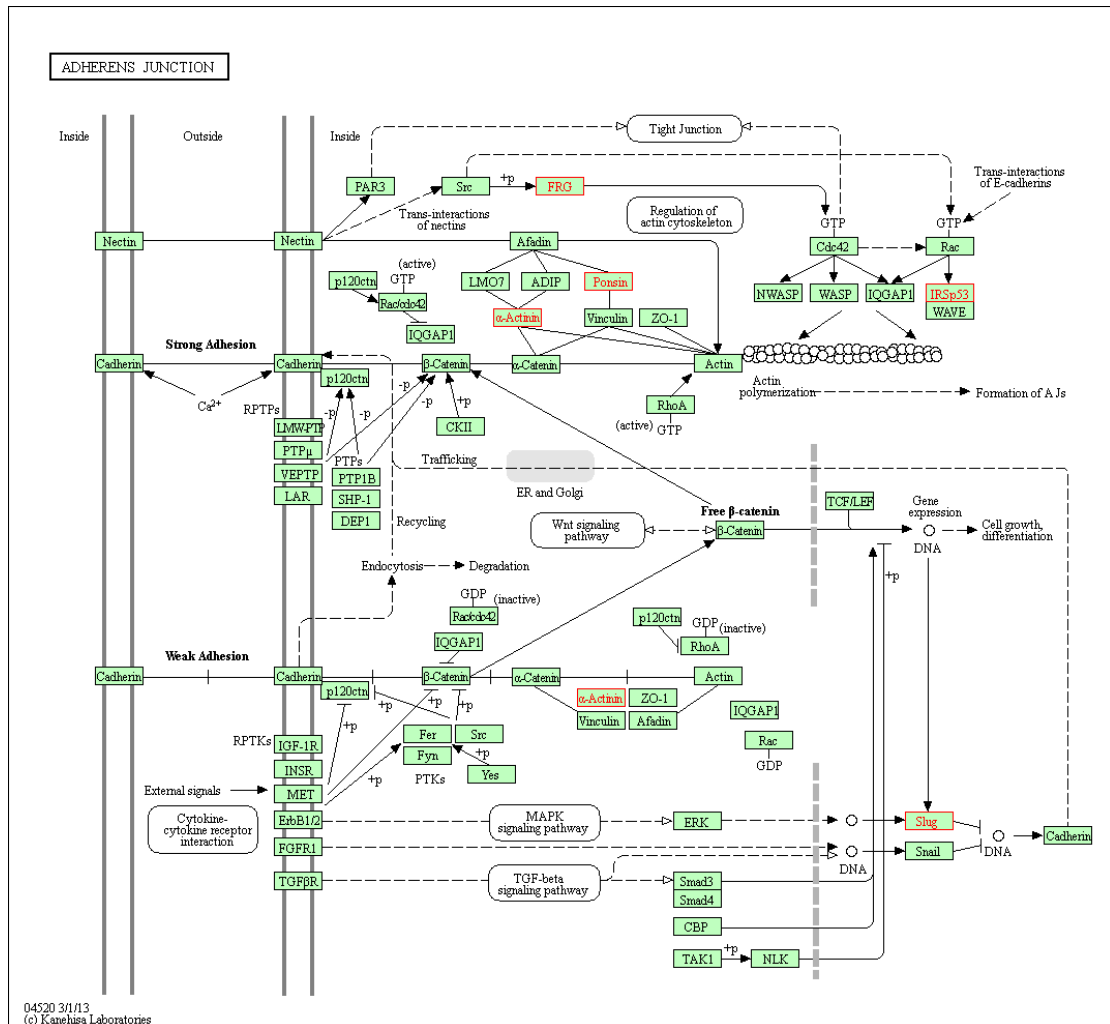 ADHERENS JUNCTION
Inside
Outside
Inside
Tight Junction
PAR3
Src
+p
FRG
Trans-interactions
of E-cadherins
Trans-interactions
of nectins
Regulation of
actin cytoskeleton
GTP
GTP
Nectin
Nectin
Afadin
Cdc42
Rac
(active)
p120ctn
GTP
LMO7
ADIP
Ponsin
NWASP
WASP
IQGAP1
IRSp53
Rac/cdc42
WAVE
α-Actinin
Vinculin
ZO-1
IQGAP1
Strong Adhesion
Cadherin
Cadherin
β-Catenin
α-Catenin
Actin
p120ctn
Actin
polymerization
Formation of AJs
Ca2+
RPTPs
-p
-p
-p
-p
+p
RhoA
LMW-PTP
CKII
(active)
GTP
PTPμ
PTPs
Trafficking
VEPTP
PTP1B
LAR
SHP-1
ER and Golgi
DEP1
Recycling
Free β-catenin
TCF/LEF
Gene
expression
Wnt signaling
pathway
β-Catenin
Cell growth,
differentiation
DNA
Endocytosis
Degradation
+p
GDP
(inactive)
Rac/cdc42
p120ctn
GDP
(inactive)
IQGAP1
RhoA
Weak Adhesion
Cadherin
Cadherin
β-Catenin
α-Catenin
Actin
p120ctn
+p
+p
+p
+p
α-Actinin
ZO-1
Vinculin
Afadin
IQGAP1
RPTKs
IGF-1R
Fer
Src
Rac
Fyn
+p
GDP
INSR
+p
PTKs
Yes
External signals
MET
Cytokine-
cytokine receptor
interaction
ErbB1/2
MAPK
signaling pathway
ERK
Slug
FGFR1
Snail
DNA
Cadherin
DNA
TGFβR
TGF-beta
signaling pathway
Smad3
Smad4
CBP
TAK1
+p
NLK
04520 3/1/13
(c) Kanehisa Laboratories